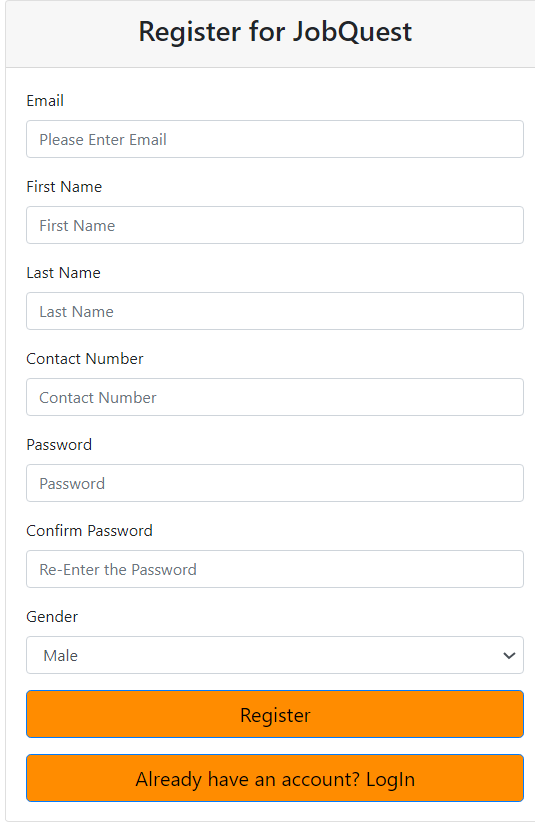 Register for JobQuest
Email
Please Enter Email
First Name
First Name
Last Name
Last Name
Contact Number
Contact Number
Password
Password
Confirm Password
Re-Enter the Password
Gender
Male
Register
Already have an account? LogIn